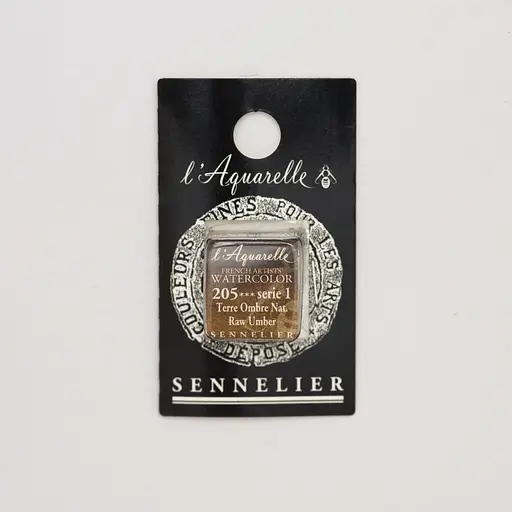 l'Aquarelle
COULEURS FINES POUR LES ARTS
l'Aquarelle
FRENCH ARTISTS'
WATERCOLOR
205*** serie 1
Terre Ombre Nat.
Raw Umber
SENNELIER
DÉPOSÉ
SENNELIER